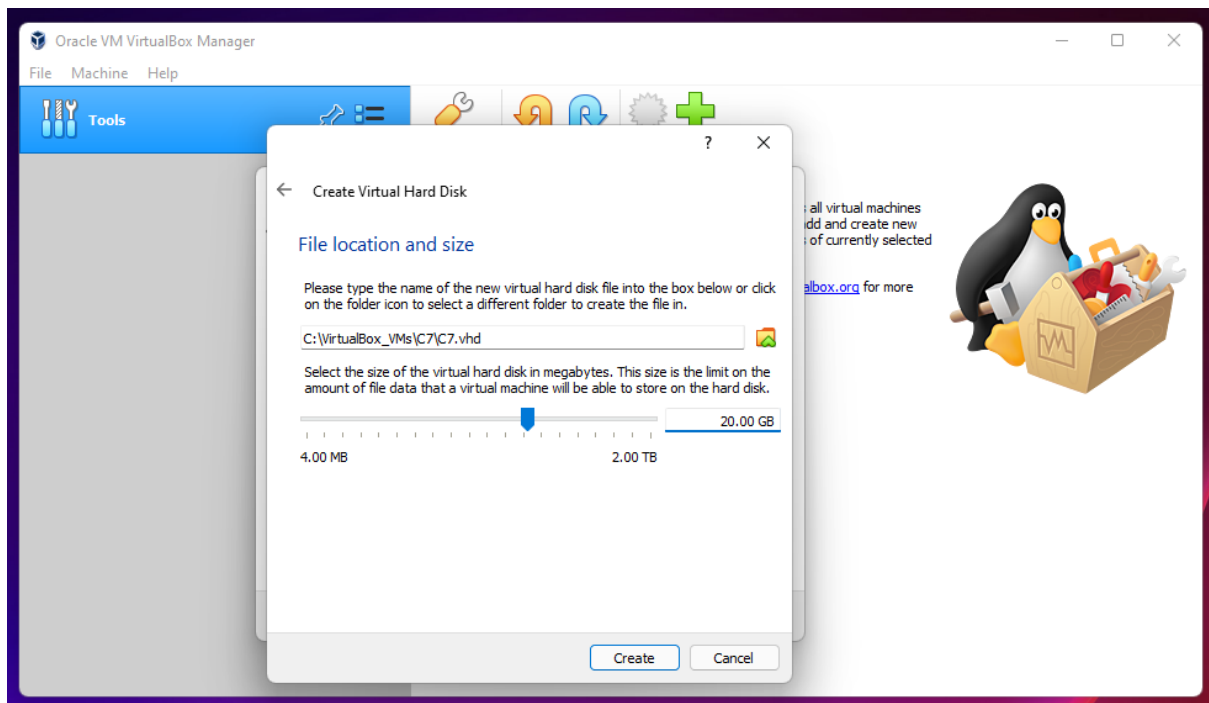 Oracle VM VirtualBox Manager
File Machine Help
Tools
?
Create Virtual Hard Disk
File location and size
Please type the name of the new virtual hard disk file into the box below or click
on the folder icon to select a different folder to create the file in.
C:\VirtualBox_VMs\C7\C7.vhd
Select the size of the virtual hard disk in megabytes. This size is the limit on the
amount of file data that a virtual machine will be able to store on the hard disk.
20.00 GB
4.00 MB 2.00 TB
Create Cancel
all virtual machines
and create new
of currently selected
for more